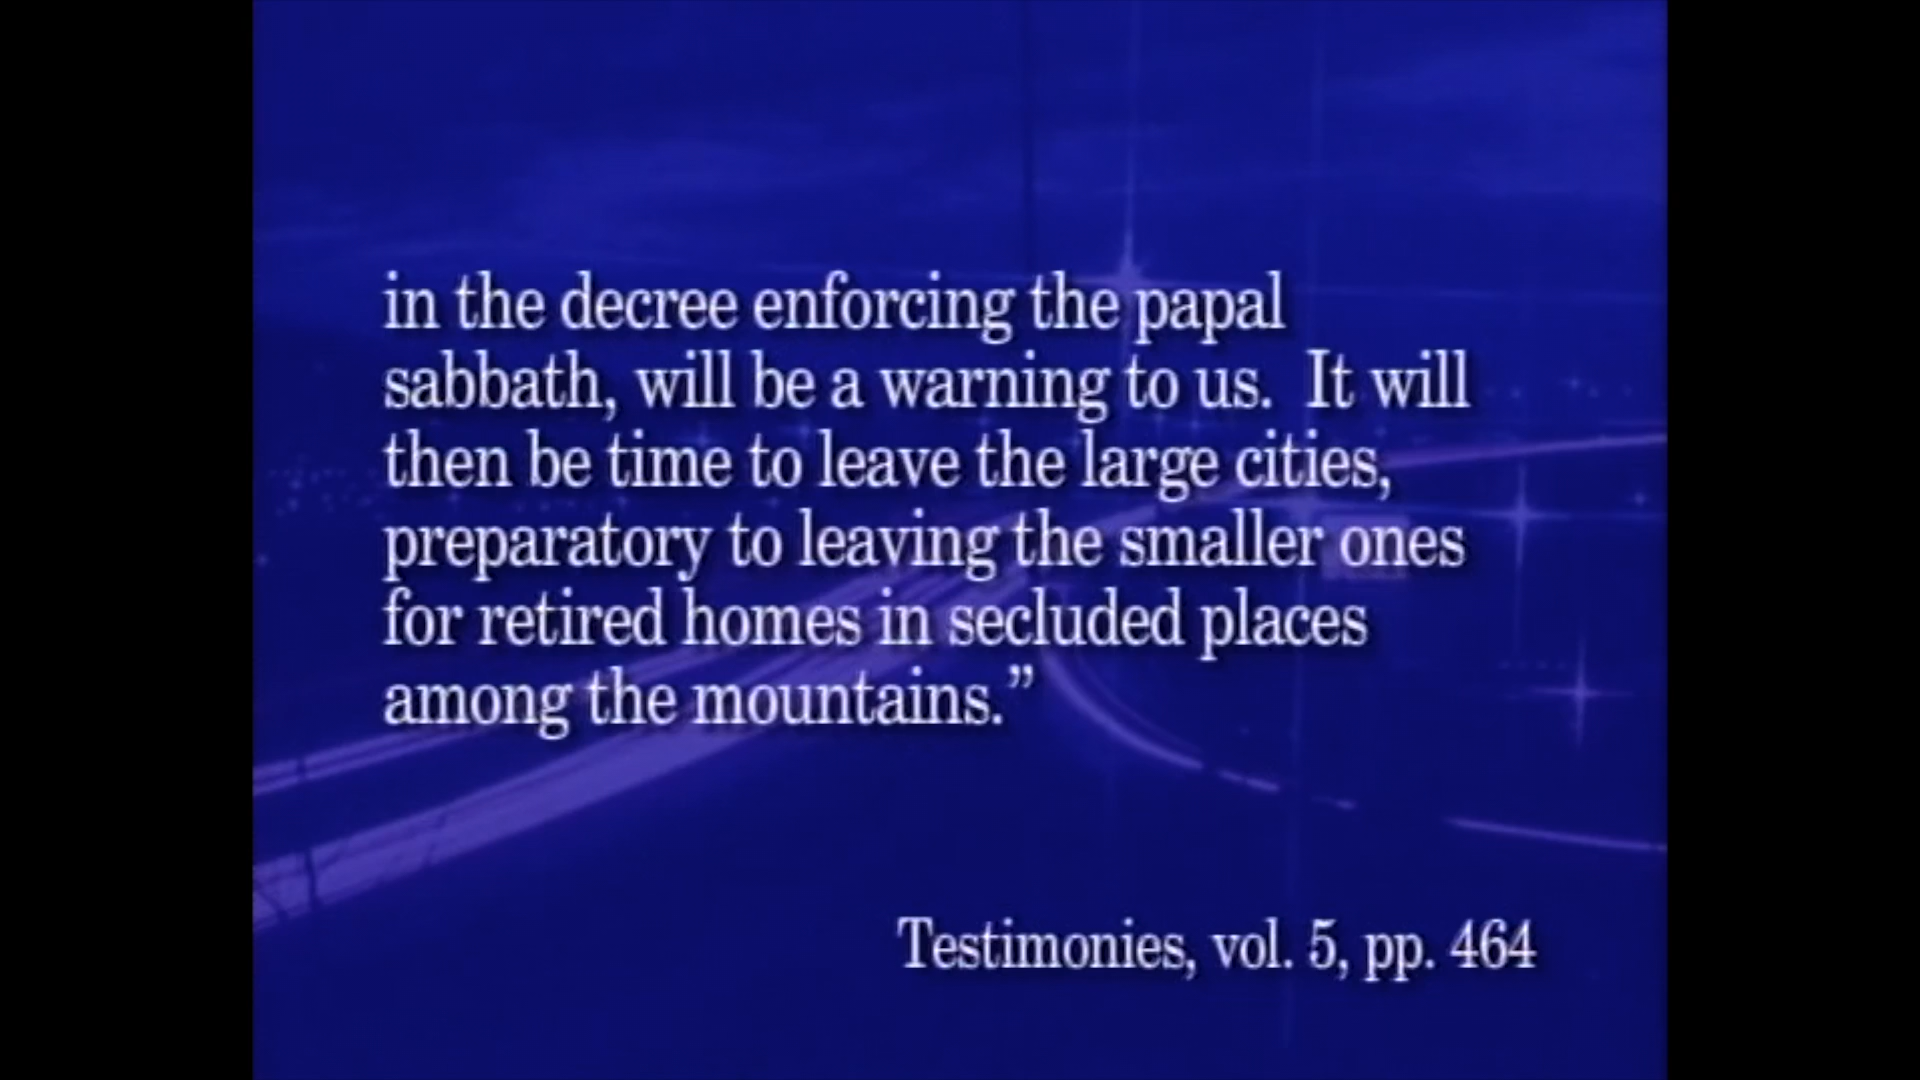 in the decree enforcing the papal
sabbath, will be a warning to us.  It will
then be time to leave the large cities,
preparatory to leaving the smaller ones
for retired homes in secluded places
among the mountains.”
Testimonies, vol. 5, pp. 464